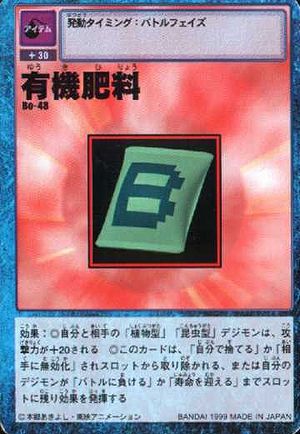 アイテム
+30
発動タイミング：バトルフェイズ
有機肥料
Bo-48
B
効果：◎自分と相手の「植物型」「昆虫型」デジモンは、攻
撃力が＋20される　◎このカードは、「自分で捨てる」か「相
手に無効化」されスロットから取り除かれる、または自分のデ
ジモンが「バトルに負ける」か「寿命を迎える」までスロット
に残り効果を発揮する
©本郷あきよし・東映アニメーション
BANDAI 1999 MADE IN JAPAN